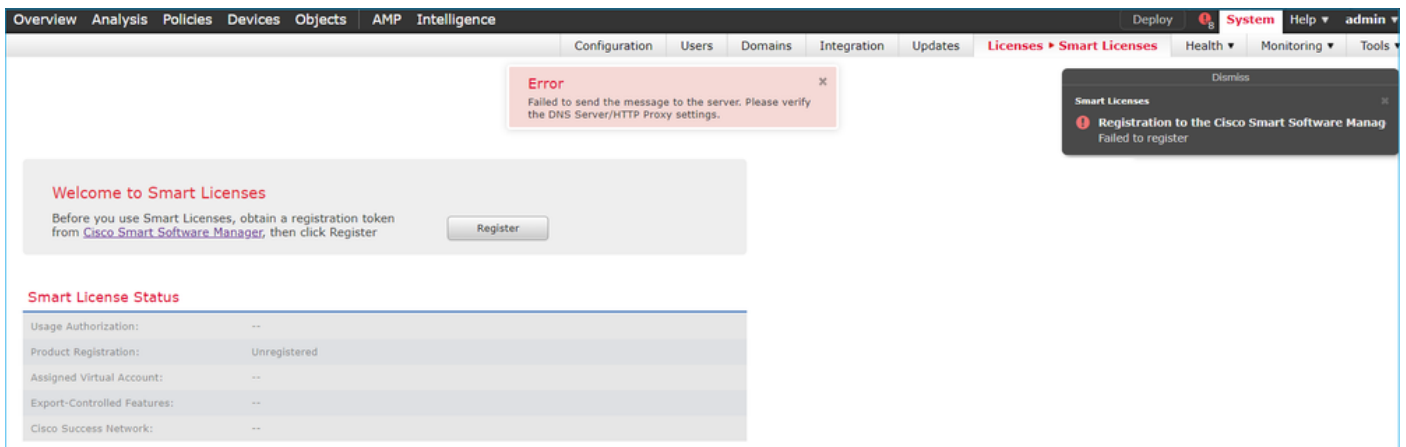 Overview Analysis Policies Devices Objects AMP Intelligence Deploy 8 System Help ▾ admin ▾
Configuration Users Domains Integration Updates Licenses ▸ Smart Licenses Health ▾ Monitoring ▾ Tools ▾
Error ×
Failed to send the message to the server. Please verify
the DNS Server/HTTP Proxy settings.
Dismiss
Smart Licenses ×
Registration to the Cisco Smart Software Manag
Failed to register
Welcome to Smart Licenses
Before you use Smart Licenses, obtain a registration token
from Cisco Smart Software Manager, then click Register
Register
Smart License Status
Usage Authorization: --
Product Registration: Unregistered
Assigned Virtual Account: --
Export-Controlled Features: --
Cisco Success Network: --